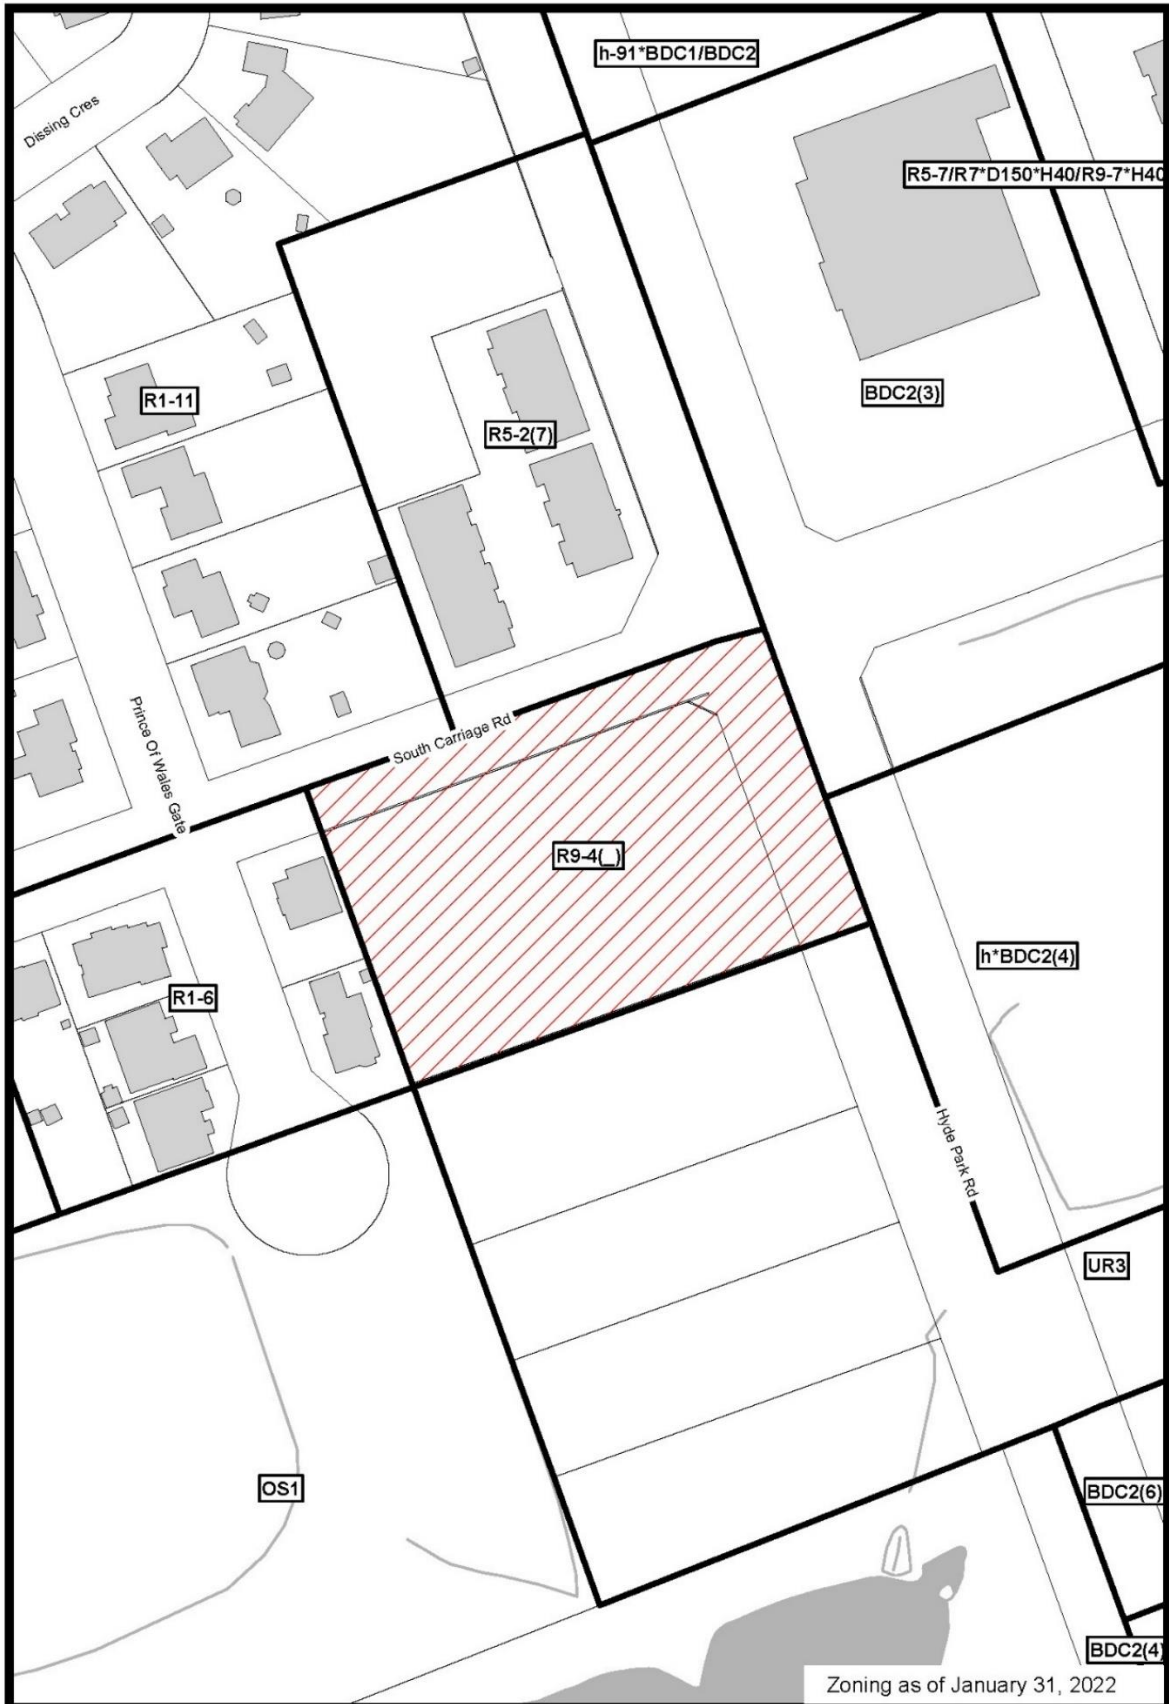 h-91*BDC1/BDC2
Dissing Cres
R5-7/R7*D150*H40/R9-7*H40
R1-11
BDC2(3)
R5-2(7)
Prince Of Wales Gate
South Carriage Rd
R9-4(_)
h*BDC2(4)
R1-6
Hyde Park Rd
UR3
OS1
BDC2(6)
BDC2(4)
Zoning as of January 31, 2022